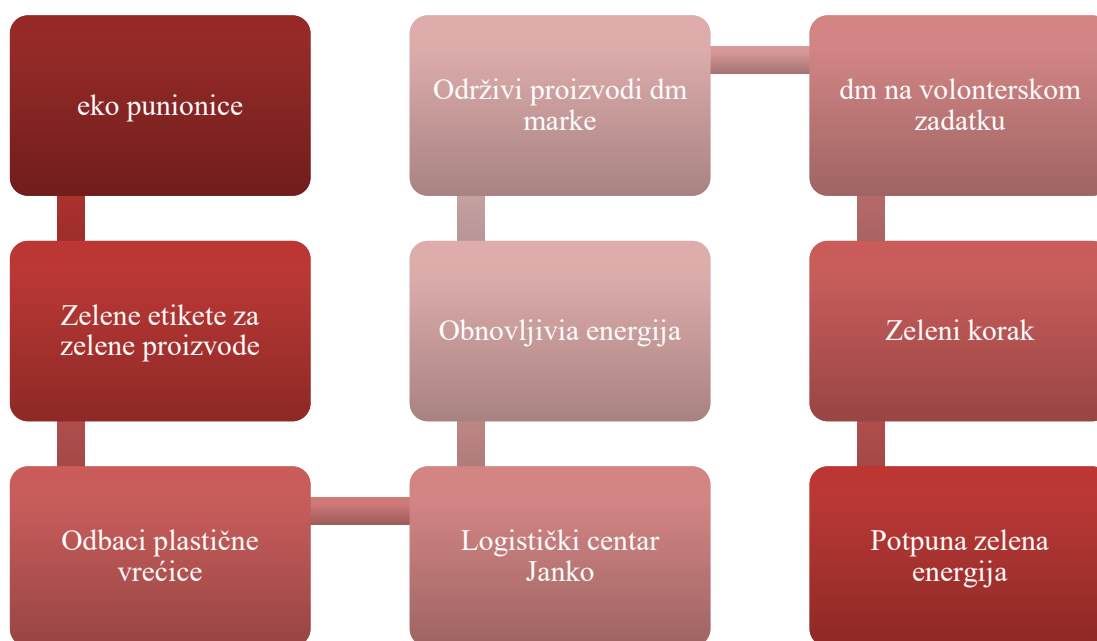 eko punionice
Zelene etikete za
zelene proizvode
Odbaci plastične
vrećice
Logistički centar
Janko
Obnovljivia energija
Održivi proizvodi dm
marke
dm na volonterskom
zadatku
Zeleni korak
Potpuna zelena
energija